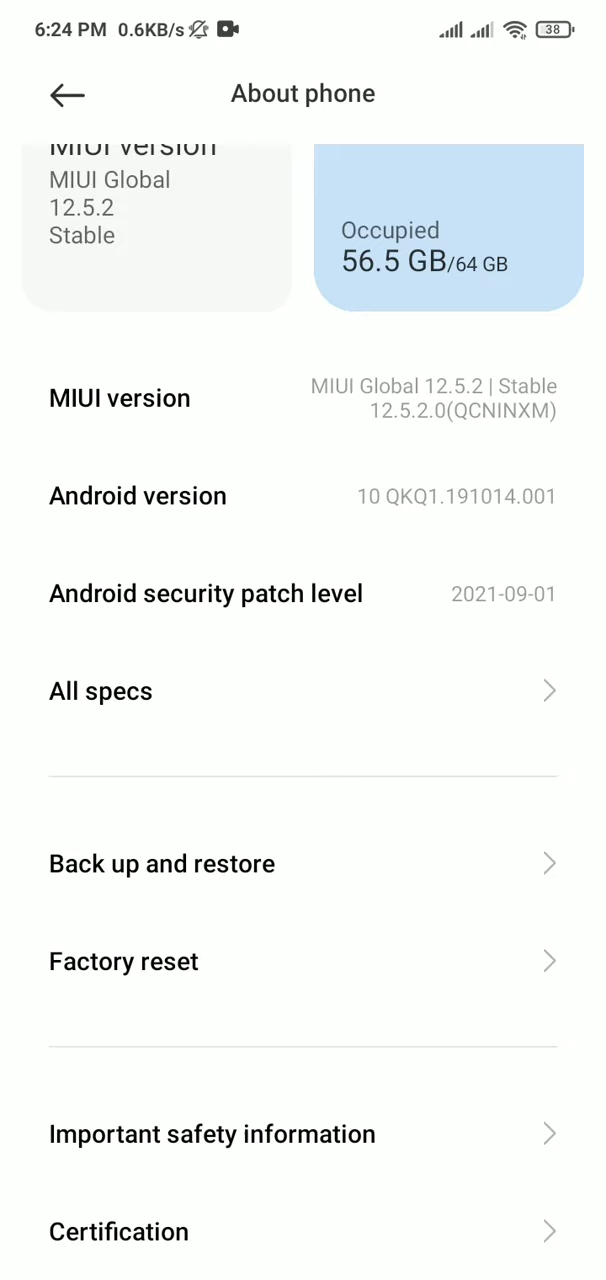 6:24 PM 0.6KB/s 38
About phone
MIUI version
MIUI Global
12.5.2
Stable
Occupied
56.5 GB/64 GB
MIUI version
MIUI Global 12.5.2 | Stable
12.5.2.0(QCNINXM)
Android version
10 QKQ1.191014.001
Android security patch level
2021-09-01
All specs
Back up and restore
Factory reset
Important safety information
Certification